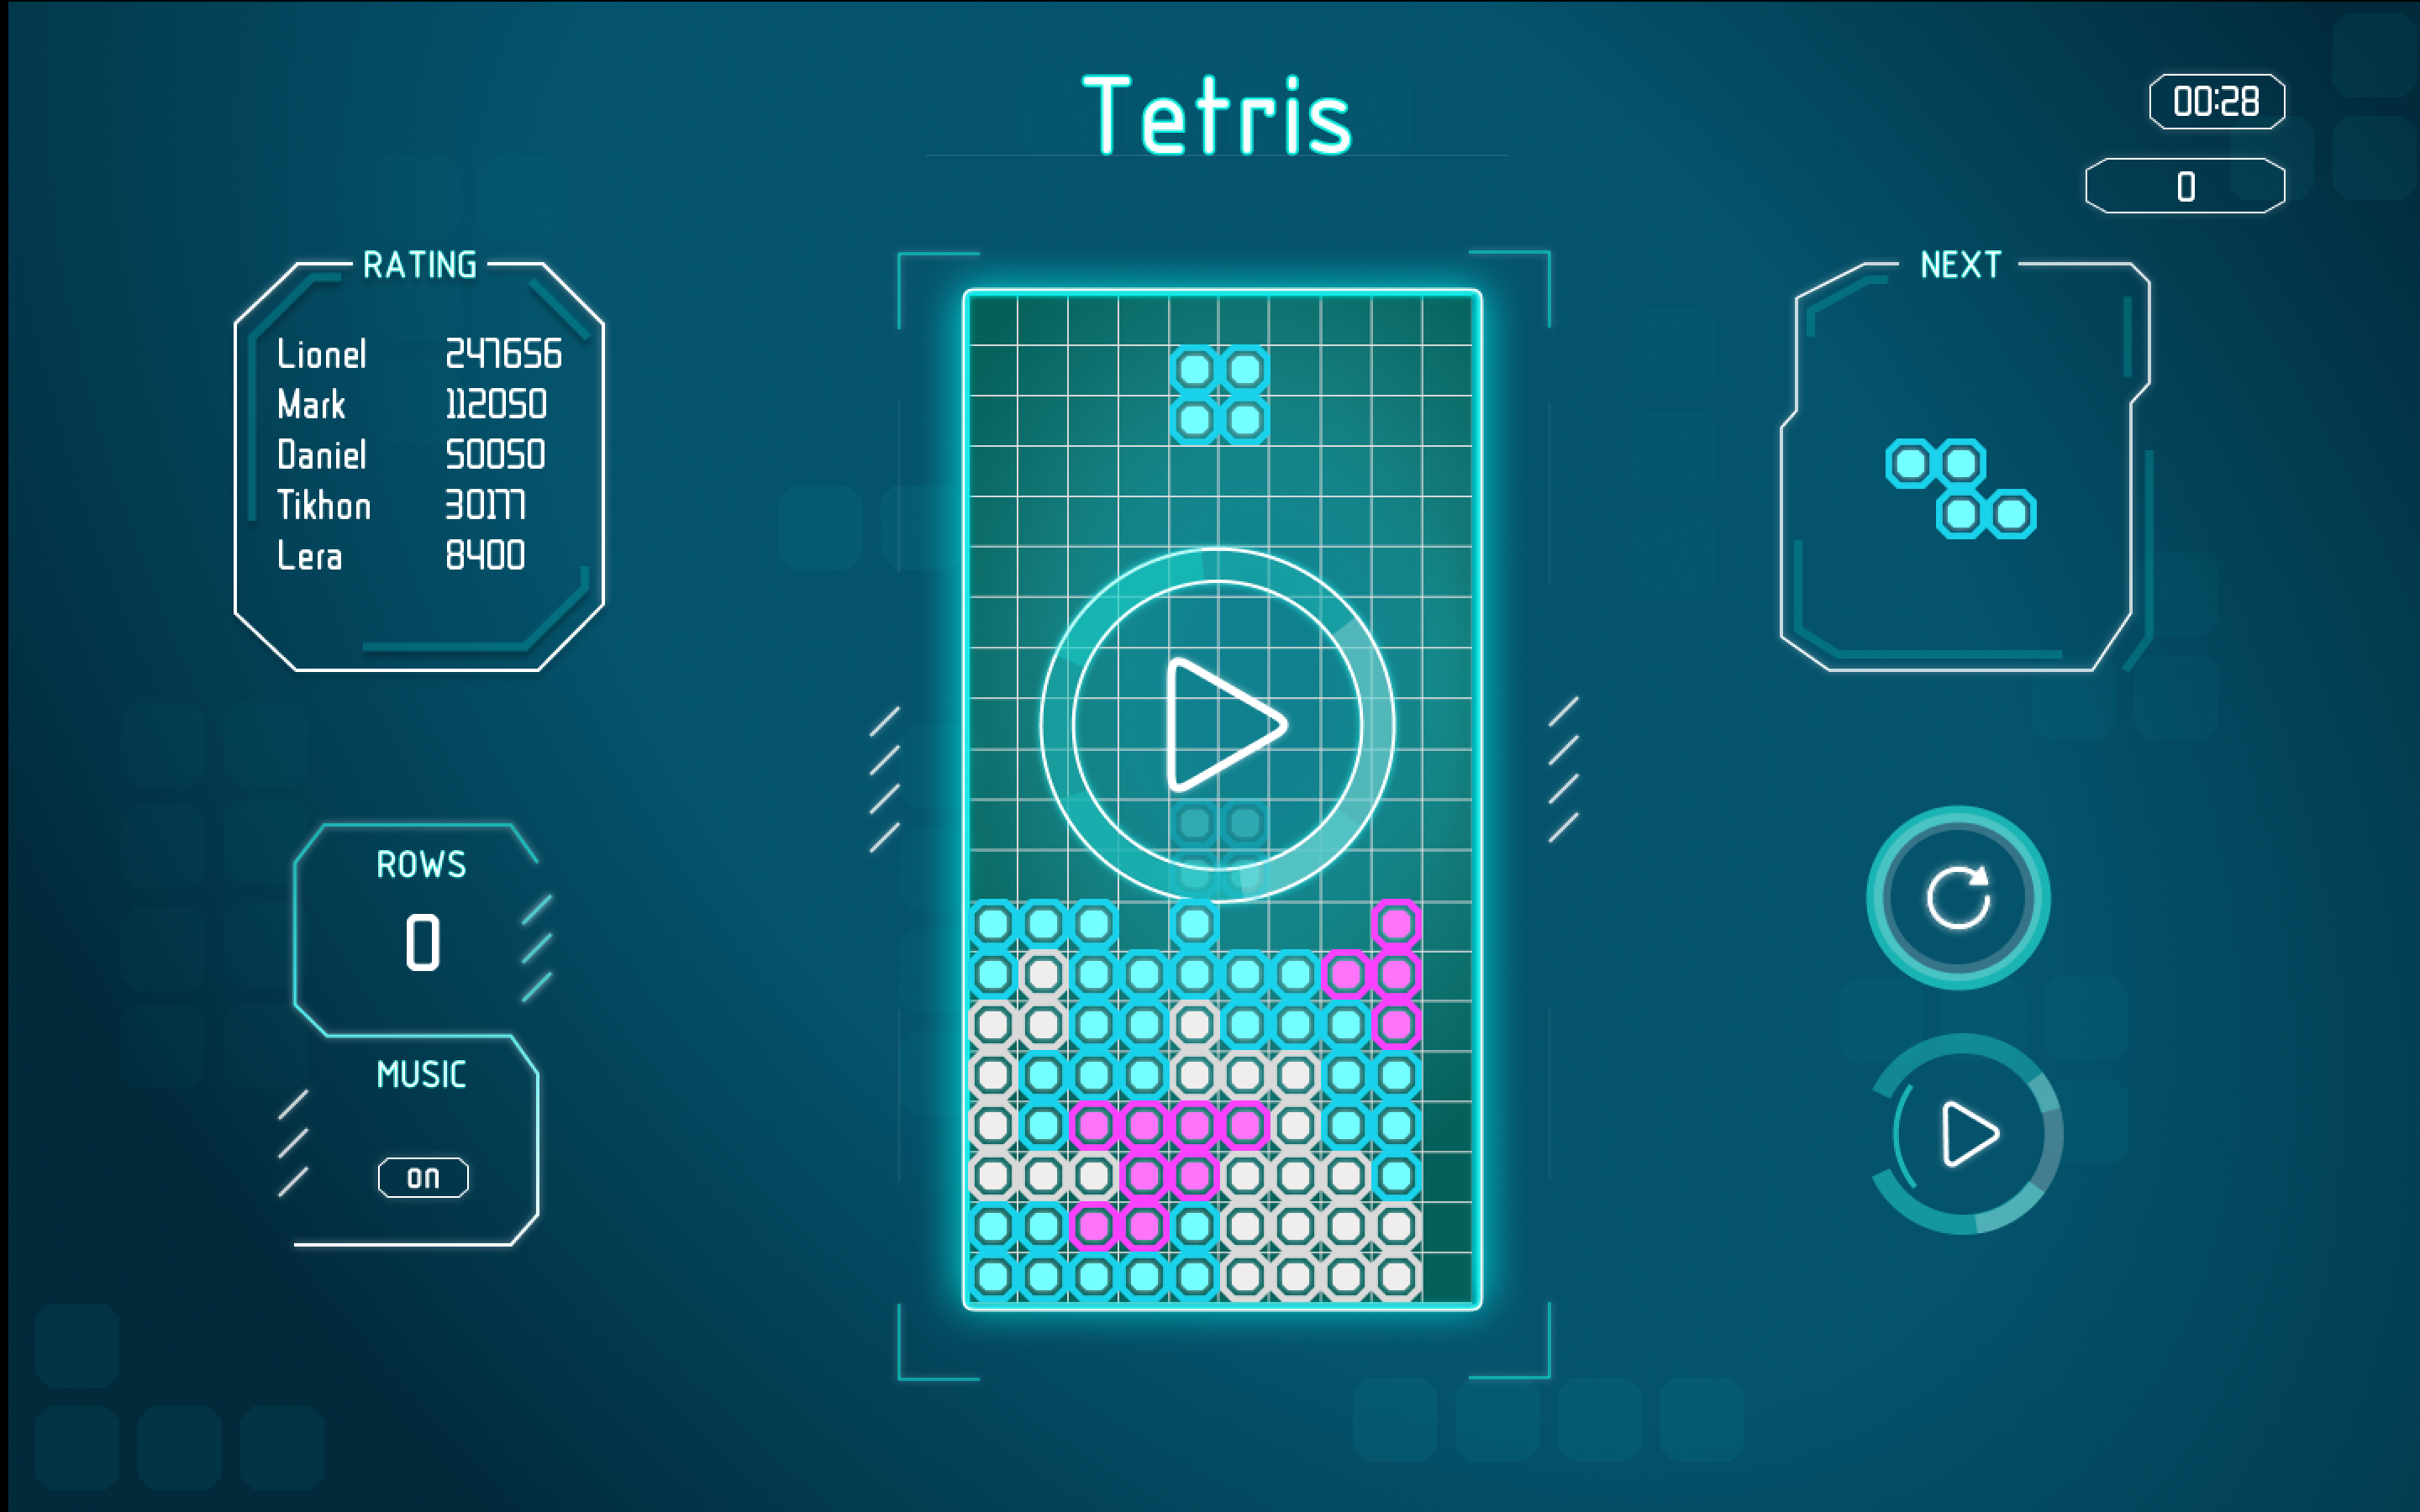 Tetris
00:28
0
RATING
Lionel 247656
Mark 112050
Daniel 50050
Tikhon 30177
Lera 8400
NEXT
ROWS
0
MUSIC
on